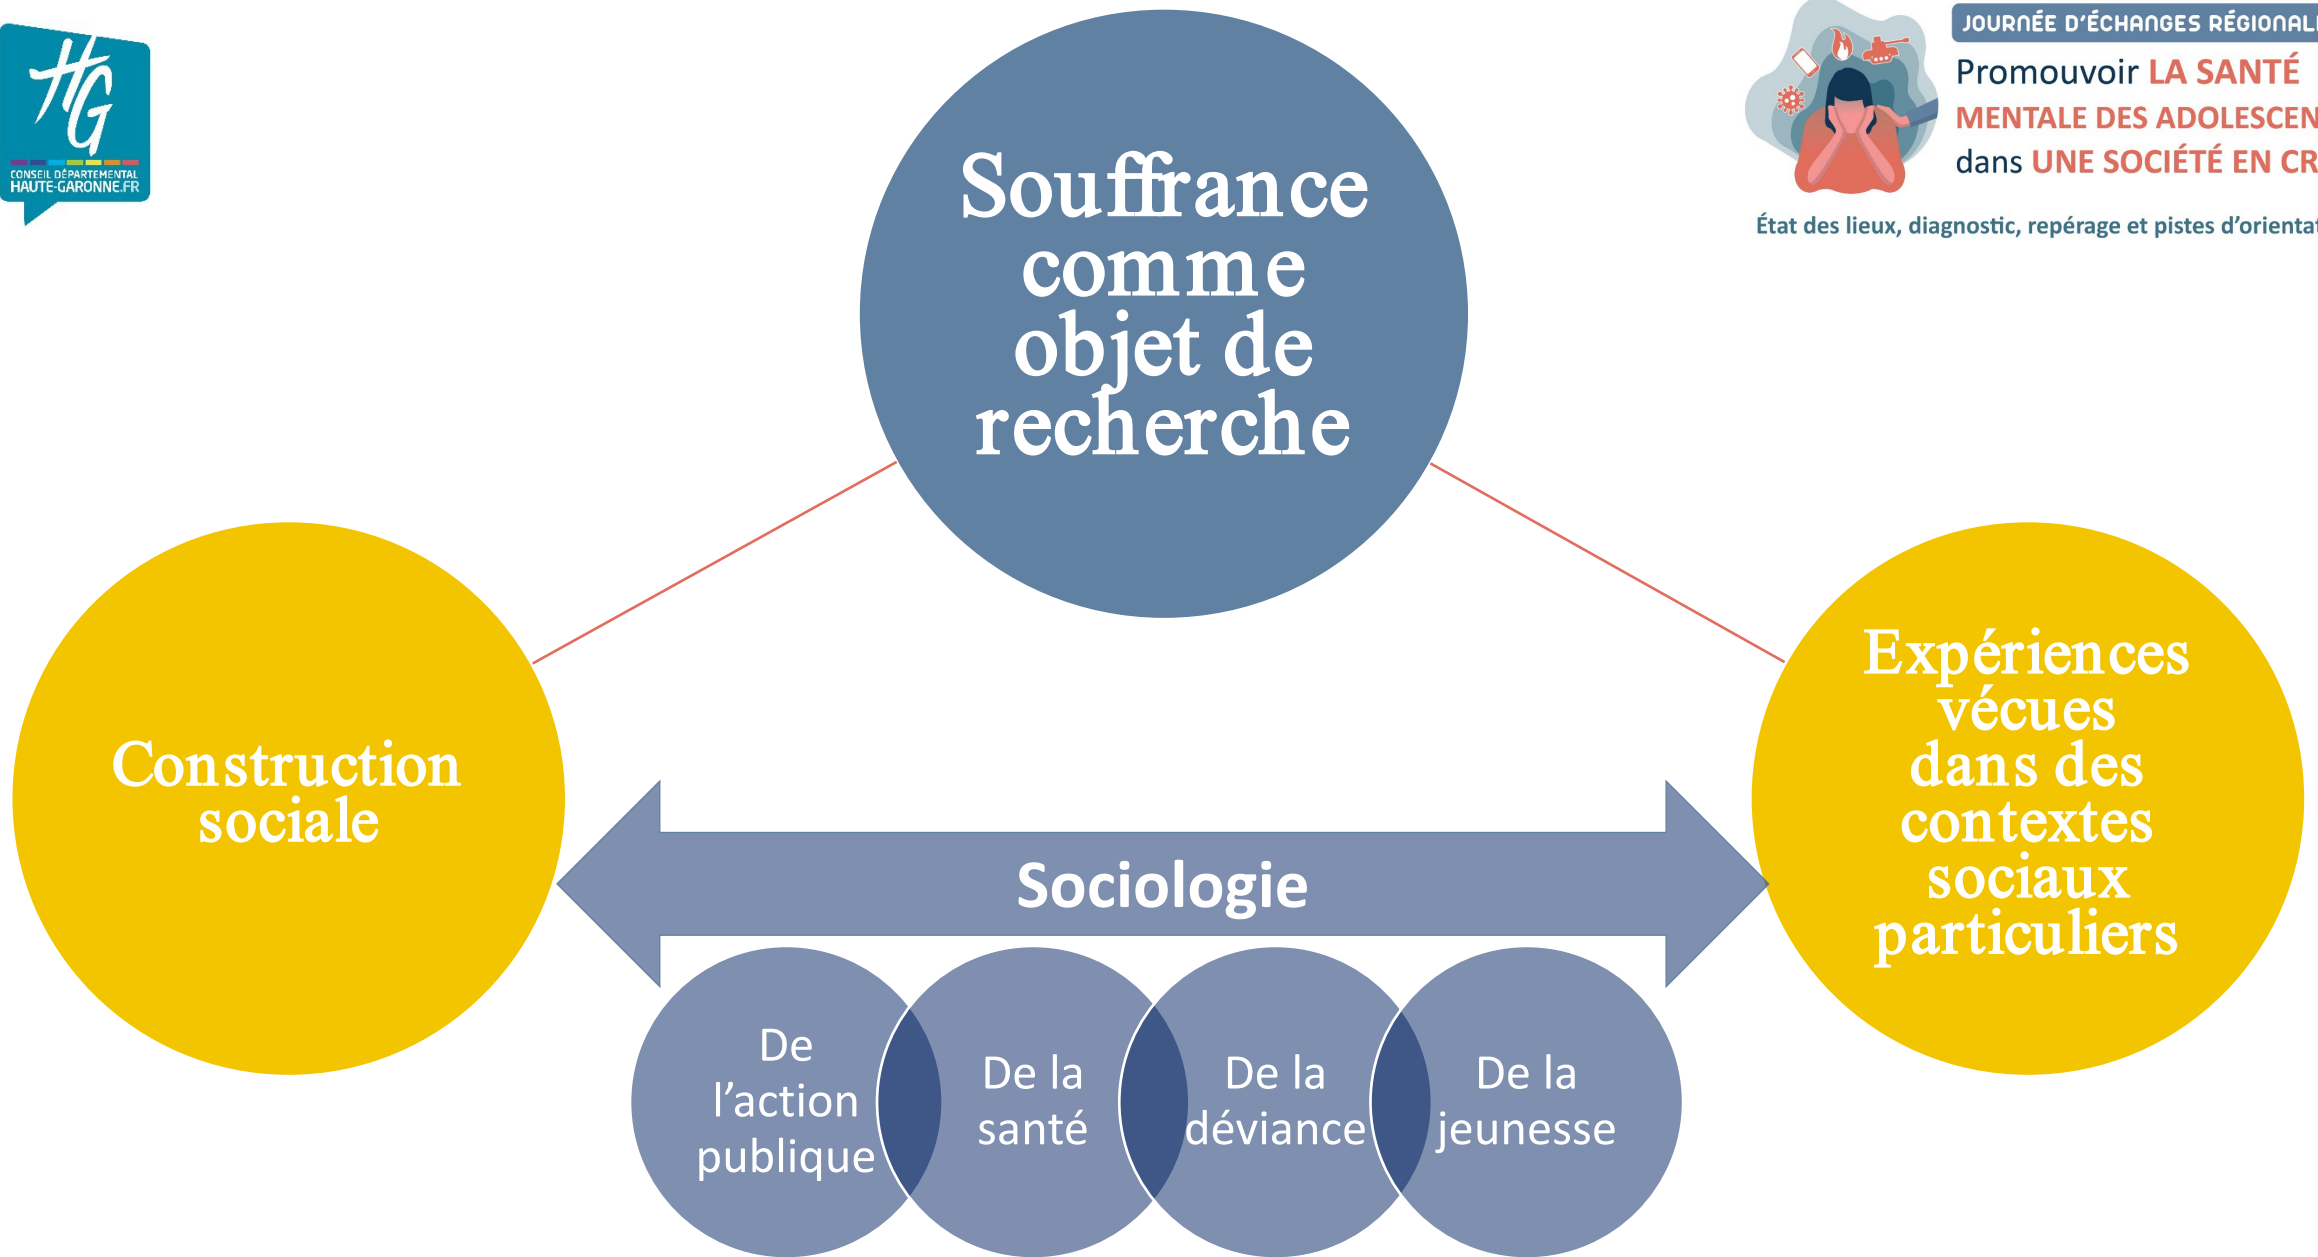 HG
CONSEIL DÉPARTEMENTAL
HAUTE-GARONNE.FR
JOURNÉE D'ÉCHANGES RÉGIONAL
Promouvoir LA SANTÉ
MENTALE DES ADOLESCEN
dans UNE SOCIÉTÉ EN CR
État des lieux, diagnostic, repérage et pistes d'orienta
Souffrance
comme
objet de
recherche
Construction
sociale
Expériences
vécues
dans des
contextes
sociaux
particuliers
Sociologie
De
l'action
publique
De la
santé
De la
déviance
De la
jeunesse